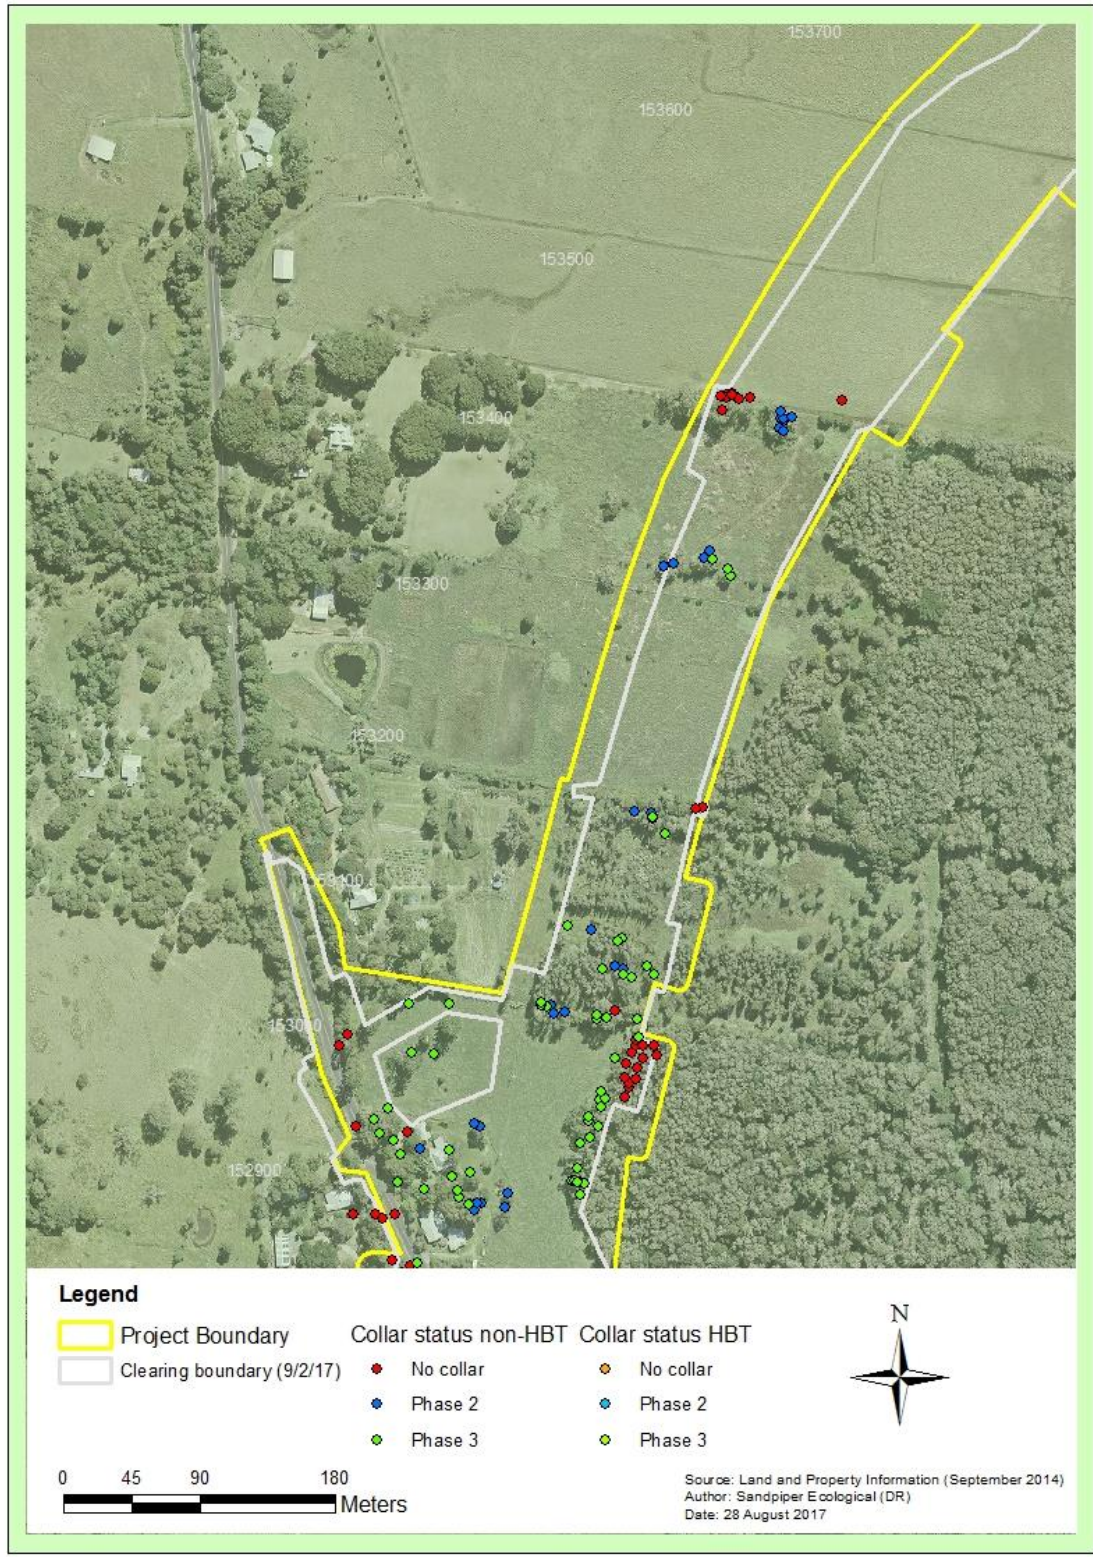 153700
153600
153500
153400
153300
153200
153100
153000
152900
Legend
Project Boundary
Clearing boundary (9/2/17)
Collar status non-HBT
No collar
Phase 2
Phase 3
Collar status HBT
No collar
Phase 2
Phase 3
N
0 45 90 180
Meters
Source: Land and Property Information (September 2014)
Author: Sandpiper Ecological (DR)
Date: 28 August 2017